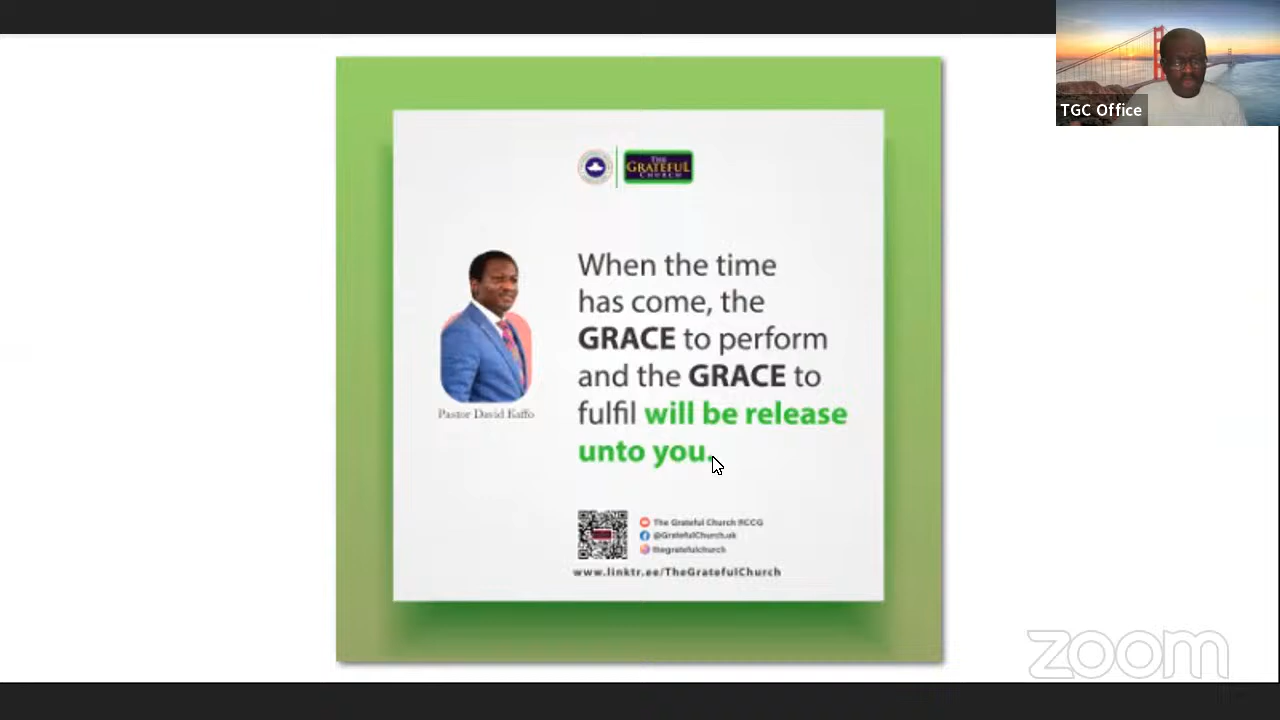 TGC Office
THE
GRATEFUL
CHURCH
When the time
has come, the
GRACE to perform
and the GRACE to
fulfil will be release
unto you.
Pastor David Kaffo
The Grateful Church RCCG
@GratefulChurch.uk
thegratefulchurch
www.linktr.ee/TheGratefulChurch
zoom